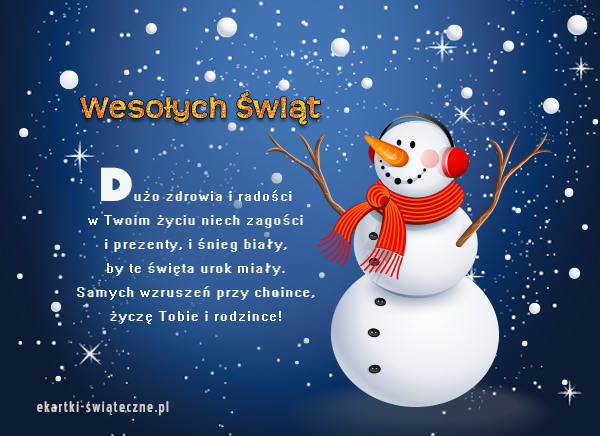 Wesołych Świąt
Dużo zdrowia i radości
w Twoim życiu niech zagości
i prezenty, i śnieg biały,
by te święta urok miały.
Samych wzruszeń przy choince,
życzę Tobie i rodzince!
ekartki-świąteczne.pl